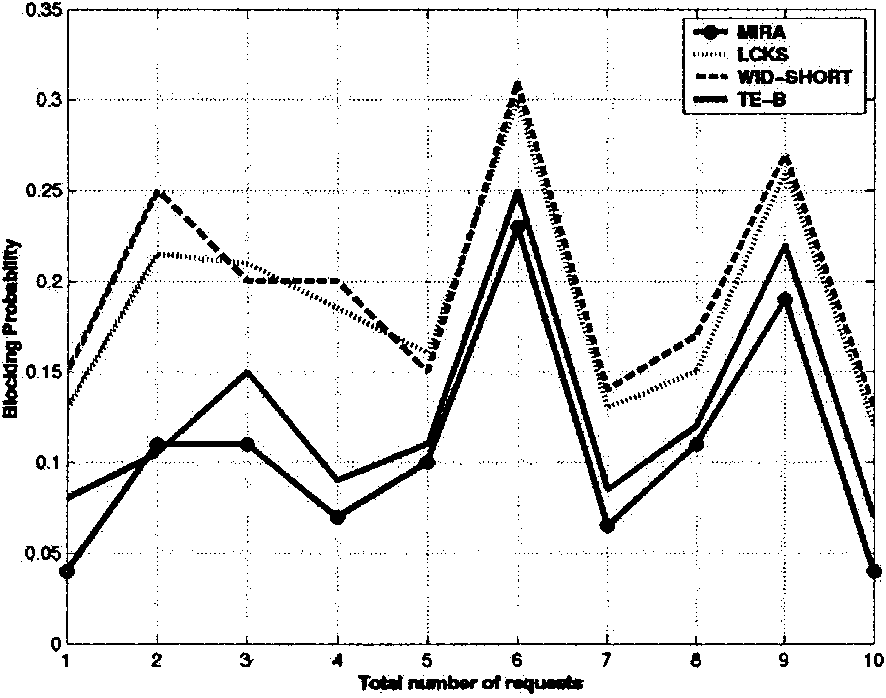 0.35
0.3
0.25
0.2
0.15
0.1
0.05
0
Blocking Probability
MIRA
LCKS
WID-SHORT
TE-B
1 2 3 4 5 6 7 8 9 10
Total number of requests